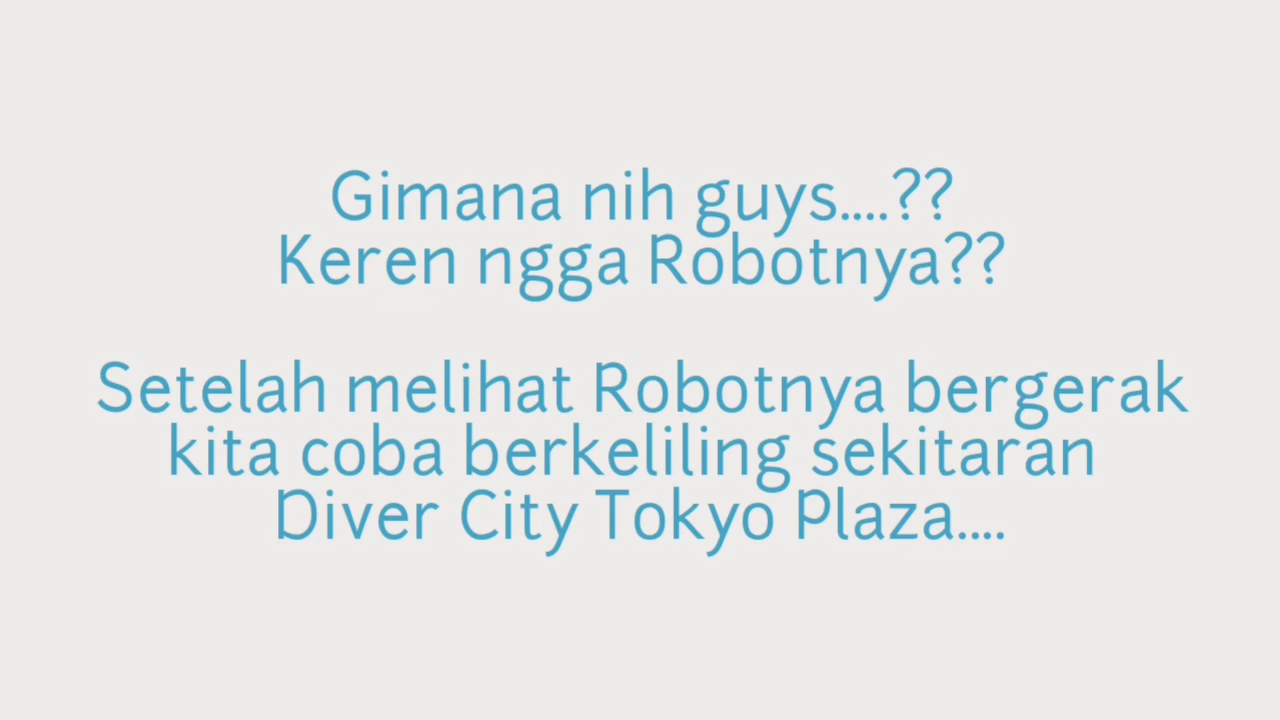 Gimana nih guys....??
Keren ngga Robotnya??
Setelah melihat Robotnya bergerak
kita coba berkeliling sekitaran
Diver City Tokyo Plaza....